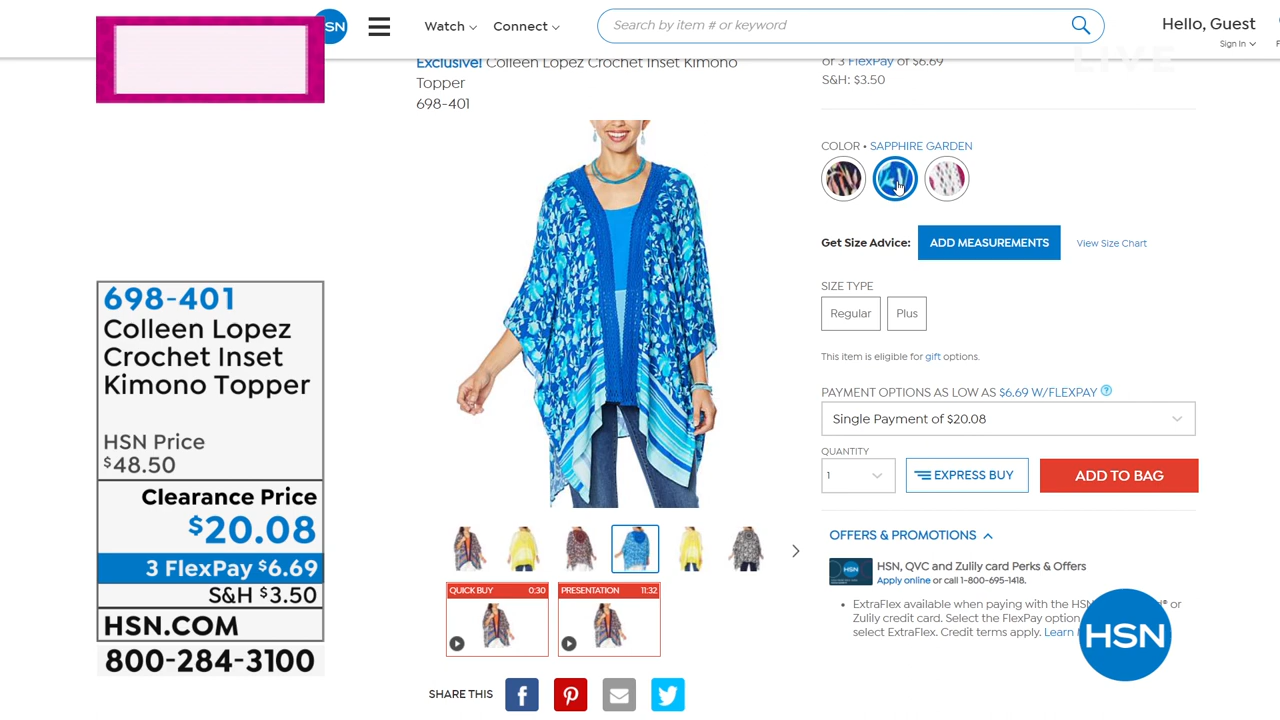 SN
Watch
Connect
Search by item # or keyword
Hello, Guest
Sign In
LIVE
Exclusive! Colleen Lopez Crochet Inset Kimono
Topper
698-401
or 3 FlexPay of $6.69
S&H: $3.50
COLOR • SAPPHIRE GARDEN
Get Size Advice:
ADD MEASUREMENTS
View Size Chart
SIZE TYPE
Regular
Plus
This item is eligible for gift options.
PAYMENT OPTIONS AS LOW AS $6.69 W/FLEXPAY ?
Single Payment of $20.08
QUANTITY
1
EXPRESS BUY
ADD TO BAG
OFFERS & PROMOTIONS
HSN
HSN, QVC and Zulily card Perks & Offers
Apply online or call 1-800-695-1418.
• ExtraFlex available when paying with the HSN ® or
Zulily credit card. Select the FlexPay option
select ExtraFlex. Credit terms apply. Learn
HSN
698-401
Colleen Lopez
Crochet Inset
Kimono Topper
HSN Price
$48.50
Clearance Price
$20.08
3 FlexPay $6.69
S&H $3.50
HSN.COM
800-284-3100
QUICK BUY 0:30
PRESENTATION 11:32
SHARE THIS